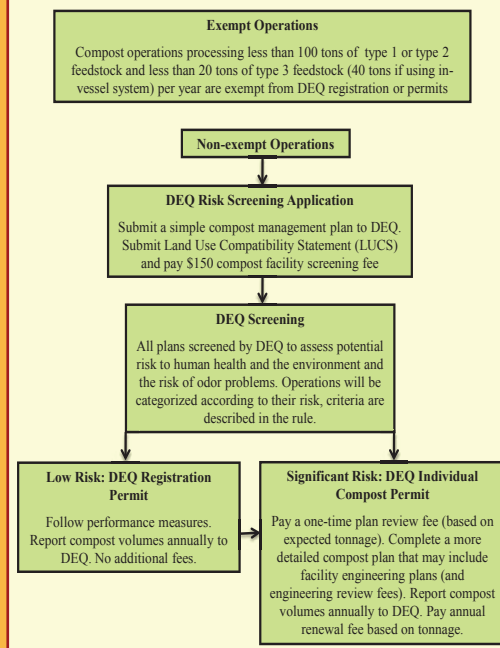 Exempt Operations
Compost operations processing less than 100 tons of type 1 or type 2
feedstock and less than 20 tons of type 3 feedstock (40 tons if using in-
vessel system) per year are exempt from DEQ registration or permits
Non-exempt Operations
DEQ Risk Screening Application
Submit a simple compost management plan to DEQ.
Submit Land Use Compatibility Statement (LUCS)
and pay $150 compost facility screening fee
DEQ Screening
All plans screened by DEQ to assess potential
risk to human health and the environment and
the risk of odor problems. Operations will be
categorized according to their risk, criteria are
described in the rule.
Low Risk: DEQ Registration
Permit
Follow performance measures.
Report compost volumes annually to
DEQ. No additional fees.
Significant Risk: DEQ Individual
Compost Permit
Pay a one-time plan review fee (based on
expected tonnage). Complete a more
detailed compost plan that may include
facility engineering plans (and
engineering review fees). Report compost
volumes annually to DEQ. Pay annual
renewal fee based on tonnage.